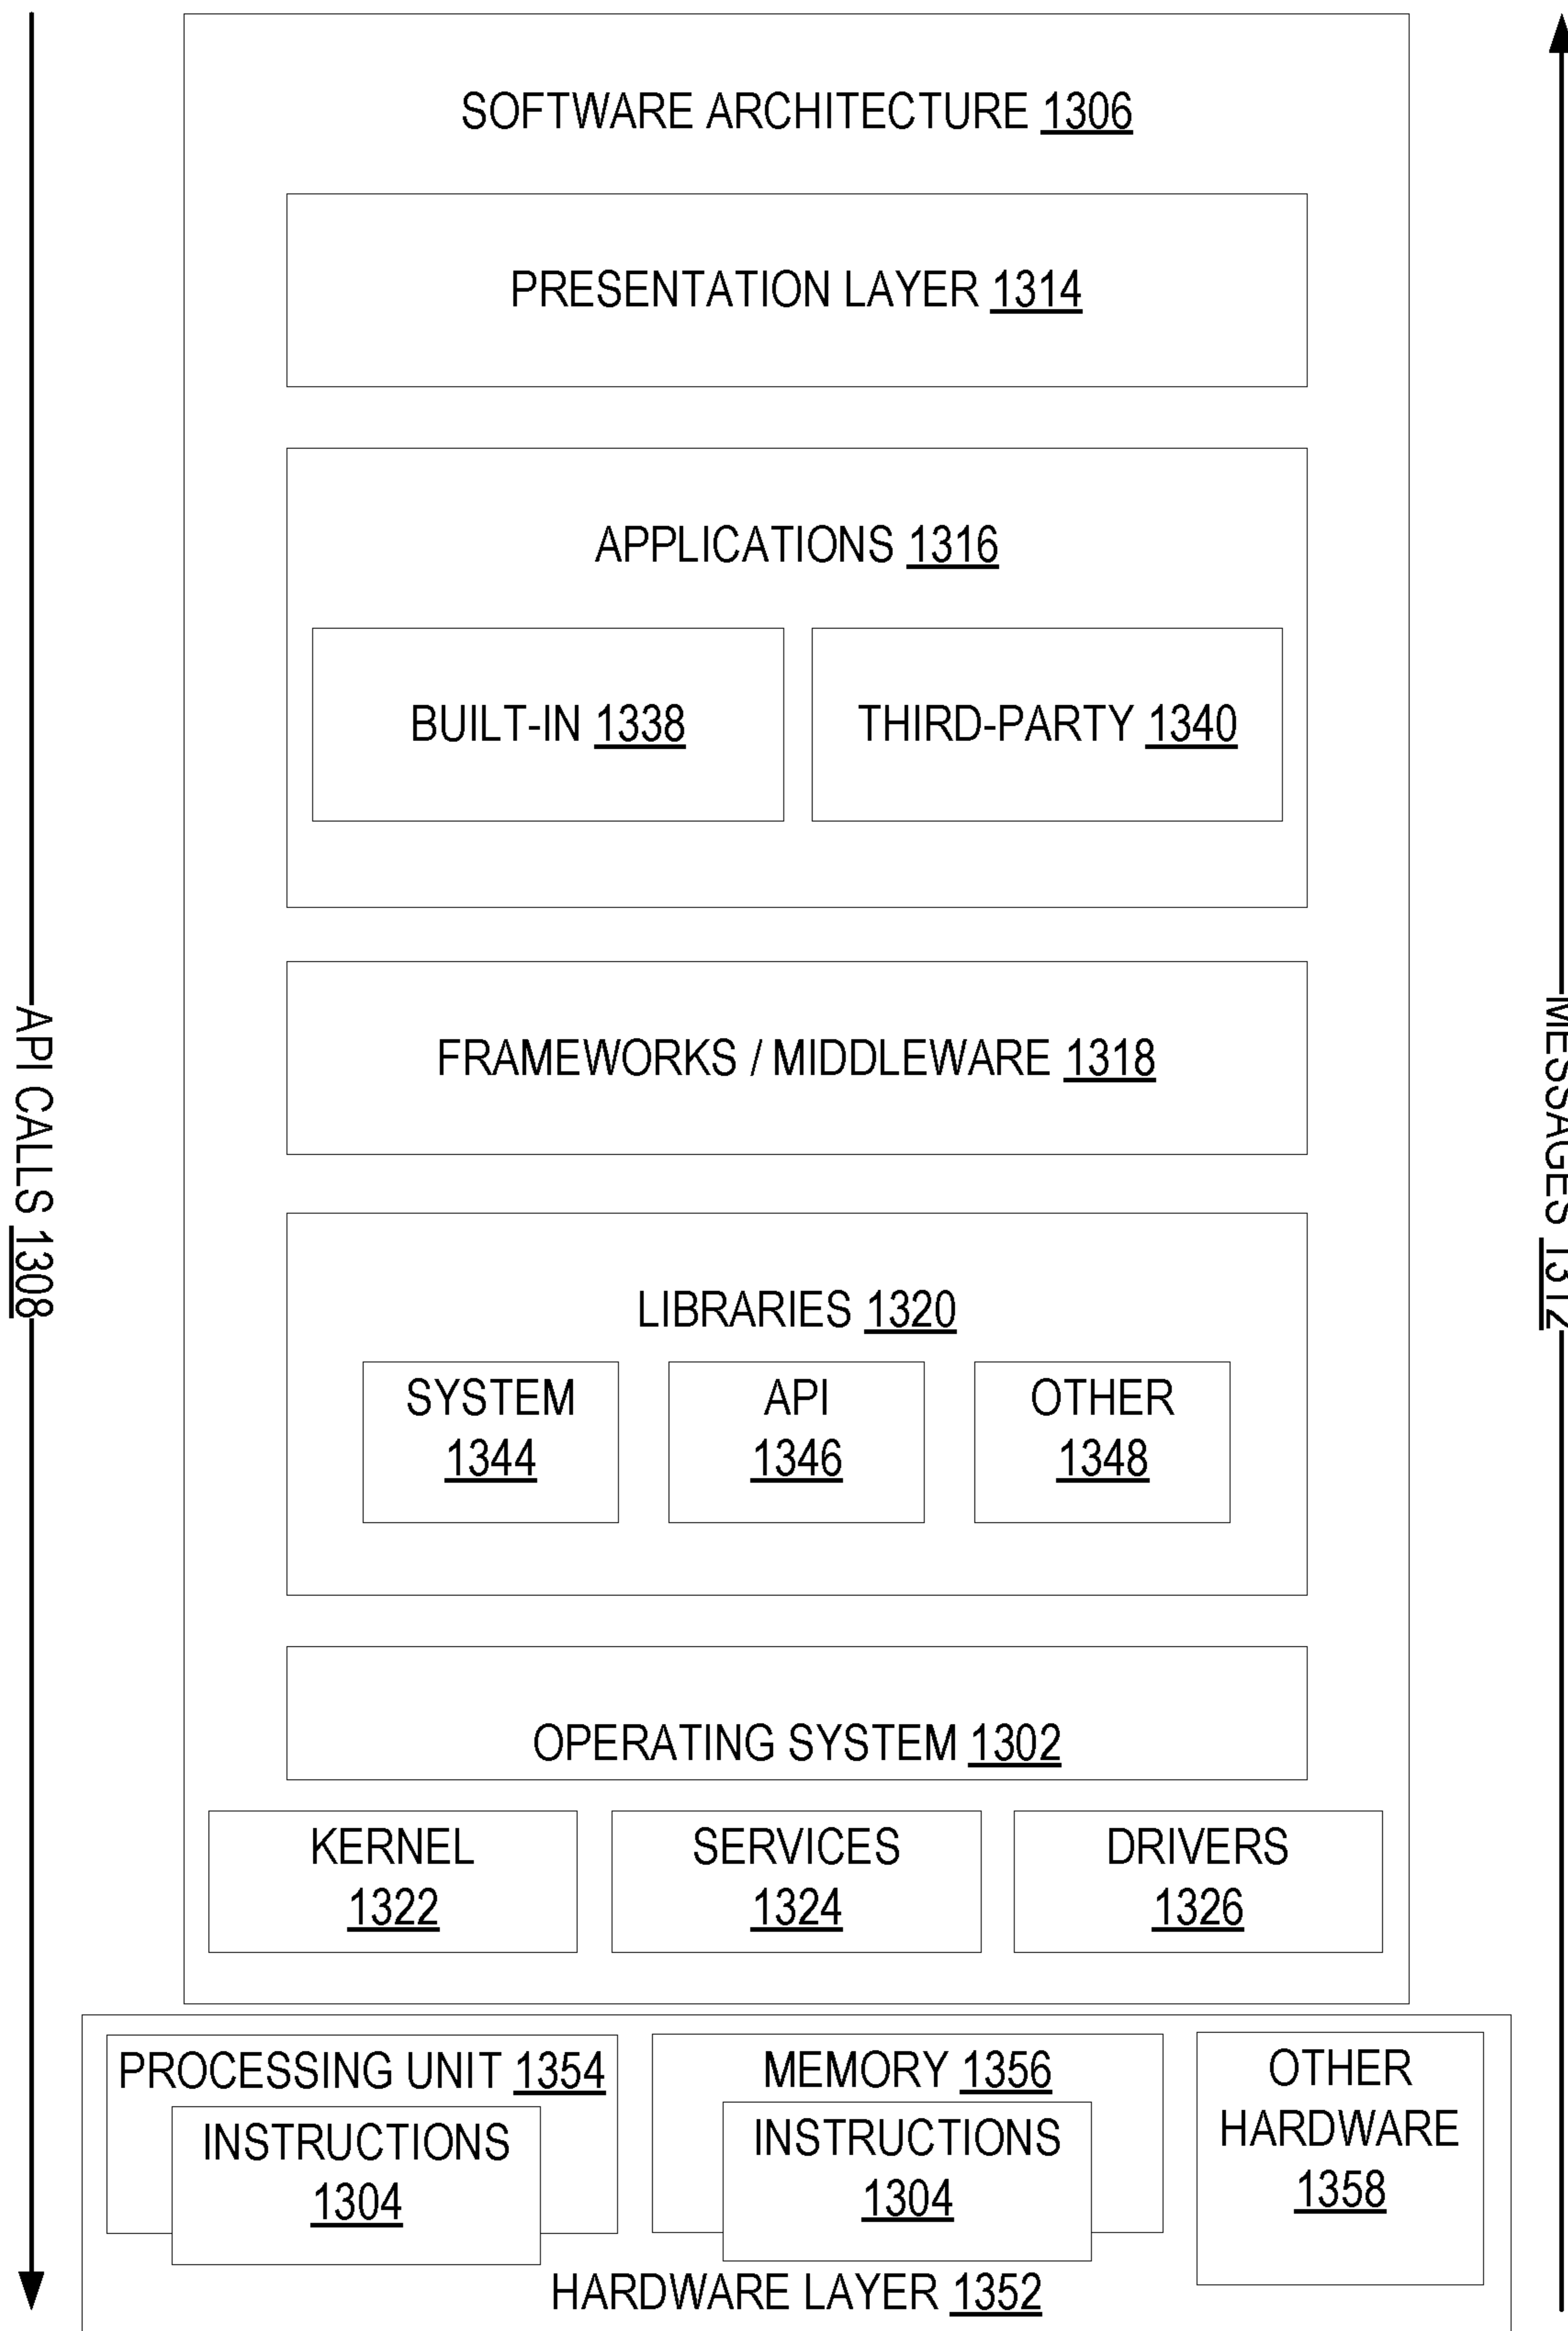 SOFTWARE ARCHITECTURE 1306
PRESENTATION LAYER 1314
APPLICATIONS 1316
BUILT-IN 1338
THIRD-PARTY 1340
FRAMEWORKS / MIDDLEWARE 1318
LIBRARIES 1320
SYSTEM
1344
API
1346
OTHER
1348
OPERATING SYSTEM 1302
KERNEL
1322
SERVICES
1324
DRIVERS
1326
PROCESSING UNIT 1354
INSTRUCTIONS
1304
MEMORY 1356
INSTRUCTIONS
1304
OTHER
HARDWARE
1358
HARDWARE LAYER 1352
API CALLS 1308
MESSAGES 1312